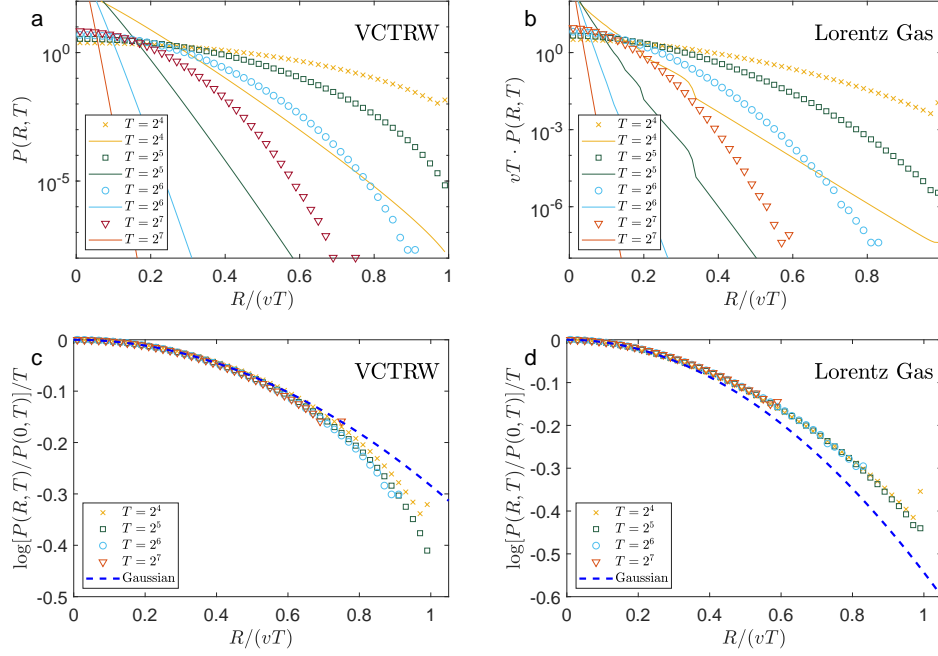 a
VCTRW
P(R, T)
10^0
10^-5
T = 2^4
T = 2^4
T = 2^5
T = 2^5
T = 2^6
T = 2^6
T = 2^7
T = 2^7
0 0.2 0.4 0.6 0.8 1
R/(vT)
b
Lorentz Gas
vT · P(R, T)
10^0
10^-3
10^-6
T = 2^4
T = 2^4
T = 2^5
T = 2^5
T = 2^6
T = 2^6
T = 2^7
T = 2^7
0 0.2 0.4 0.6 0.8
R/(vT)
c
VCTRW
log[P(R, T)/P(0, T)]/T
0
-0.1
-0.2
-0.3
-0.4
-0.5
T = 2^4
T = 2^5
T = 2^6
T = 2^7
Gaussian
0 0.2 0.4 0.6 0.8 1
R/(vT)
d
Lorentz Gas
log[P(R, T)/P(0, T)]/T
0
-0.1
-0.2
-0.3
-0.4
-0.5
-0.6
T = 2^4
T = 2^5
T = 2^6
T = 2^7
Gaussian
0 0.2 0.4 0.6 0.8 1
R/(vT)